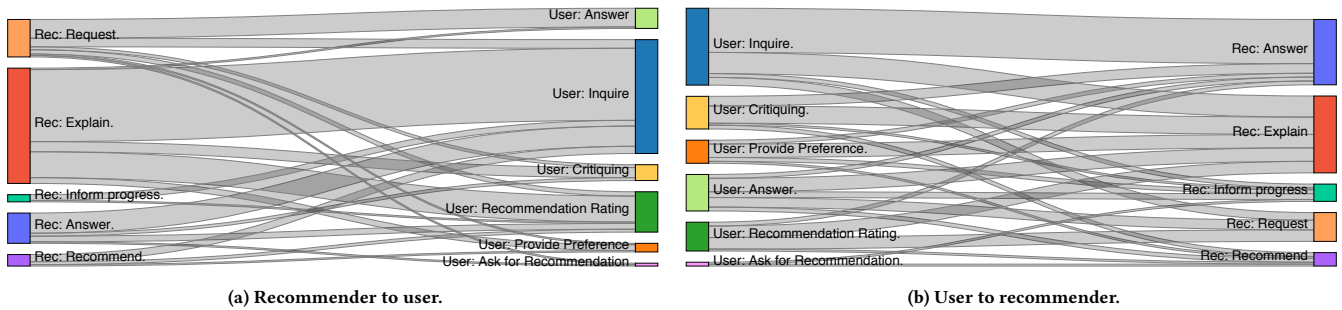 Rec: Request.
Rec: Explain.
Rec: Inform progress.
Rec: Answer.
Rec: Recommend.
User: Answer
User: Inquire
User: Critiquing
User: Recommendation Rating
User: Provide Preference
User: Ask for Recommendation
(a) Recommender to user.
User: Inquire.
User: Critiquing.
User: Provide Preference.
User: Answer.
User: Recommendation Rating.
User: Ask for Recommendation.
Rec: Answer
Rec: Explain
Rec: Inform progress
Rec: Request
Rec: Recommend
(b) User to recommender.